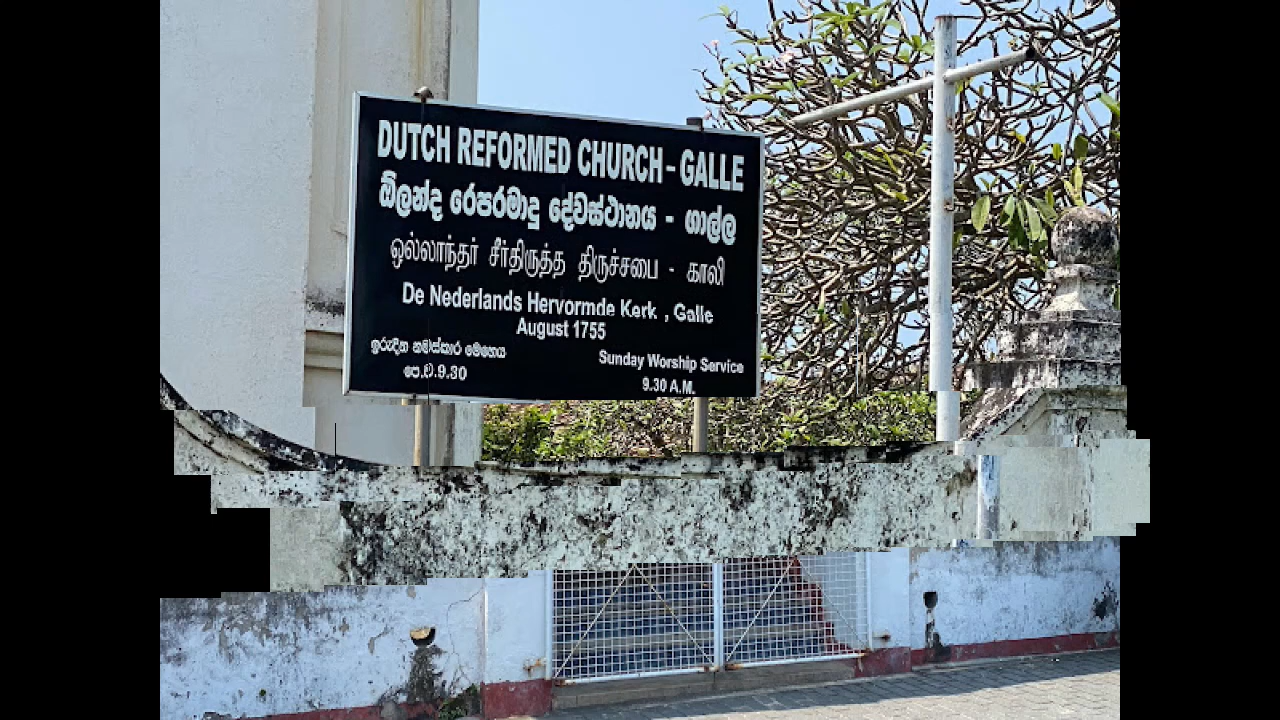 DUTCH REFORMED CHURCH - GALLE
ඕලන්ද රෙපරමාදු දේවස්ථානය - ගාල්ල
ஒல்லாந்தர் சீர்திருத்த திருச்சபை - காலி
De Nederlands Hervormde Kerk , Galle
August 1755
ඉරුදින නමස්කාර මෙහෙය
පෙ.ව.9.30
Sunday Worship Service
9.30 A.M.